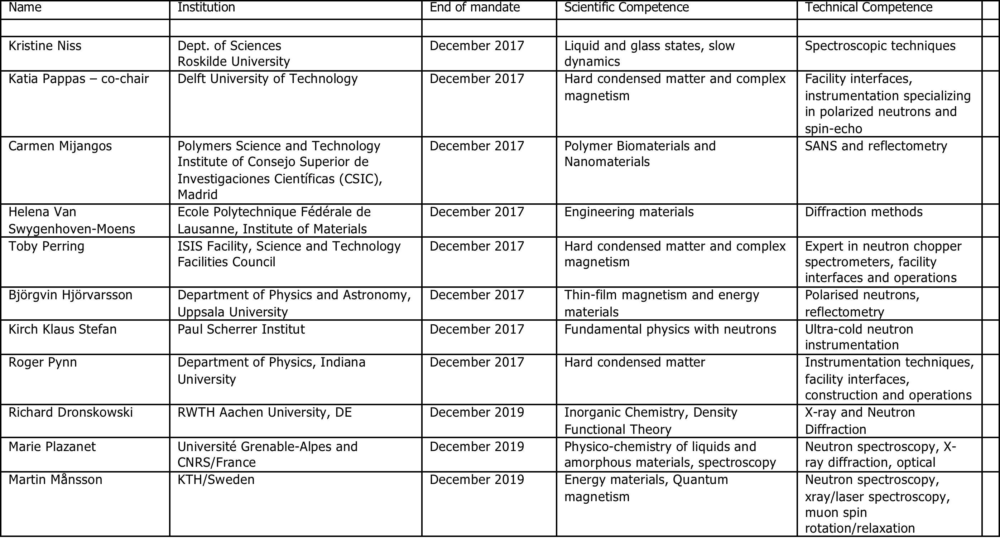 Name Institution End of mandate Scientific Competence Technical Competence
Kristine Niss
Dept. of Sciences
Roskilde University
December 2017
Liquid and glass states, slow
dynamics
Spectroscopic techniques
Katia Pappas – co-chair
Delft University of Technology
December 2017
Hard condensed matter and complex
magnetism
Facility interfaces,
instrumentation specializing
in polarized neutrons and
spin-echo
Carmen Mijangos
Polymers Science and Technology
Institute of Consejo Superior de
Investigaciones Científicas (CSIC),
Madrid
December 2017
Polymer Biomaterials and
Nanomaterials
SANS and reflectometry
Helena Van
Swygenhoven-Moens
Ecole Polytechnique Fédérale de
Lausanne, Institute of Materials
December 2017
Engineering materials
Diffraction methods
Toby Perring
ISIS Facility, Science and Technology
Facilities Council
December 2017
Hard condensed matter and complex
magnetism
Expert in neutron chopper
spectrometers, facility
interfaces and operations
Björgvin Hjörvarsson
Department of Physics and Astronomy,
Uppsala University
December 2017
Thin-film magnetism and energy
materials
Polarised neutrons,
reflectometry
Kirch Klaus Stefan
Paul Scherrer Institut
December 2017
Fundamental physics with neutrons
Ultra-cold neutron
instrumentation
Roger Pynn
Department of Physics, Indiana
University
December 2017
Hard condensed matter
Instrumentation techniques,
facility interfaces,
construction and operations
Richard Dronskowski
RWTH Aachen University, DE
December 2019
Inorganic Chemistry, Density
Functional Theory
X-ray and Neutron
Diffraction
Marie Plazanet
Université Grenable-Alpes and
CNRS/France
December 2019
Physico-chemistry of liquids and
amorphous materials, spectroscopy
Neutron spectroscopy, X-
ray diffraction, optical
Martin Månsson
KTH/Sweden
December 2019
Energy materials, Quantum
magnetism
Neutron spectroscopy,
xray/laser spectroscopy,
muon spin
rotation/relaxation